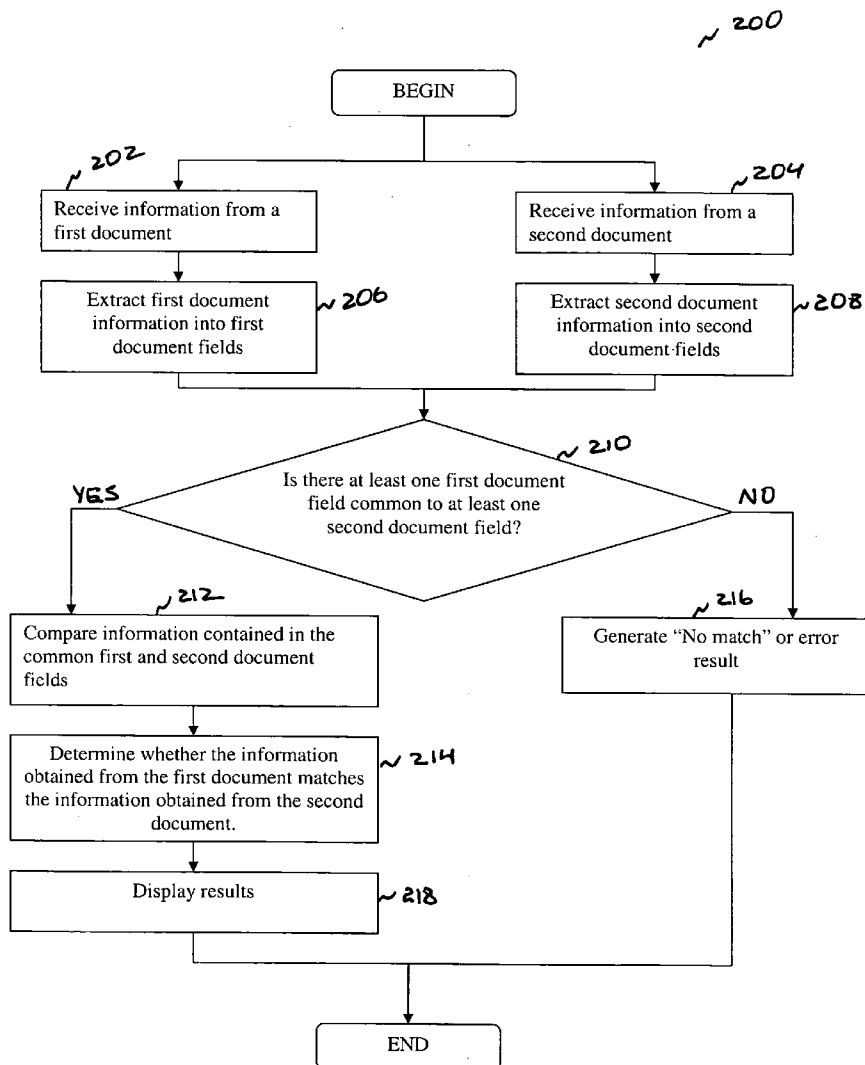 200
BEGIN
202
204
Receive information from a
first document
Receive information from a
second document
Extract first document
information into first
document fields
206
Extract second document
information into second
document fields
208
210
Is there at least one first document
field common to at least one
second document field?
YES
NO
212
216
Compare information contained in the
common first and second document
fields
Generate “No match” or error
result
Determine whether the information
obtained from the first document matches
the information obtained from the second
document.
214
Display results
218
END